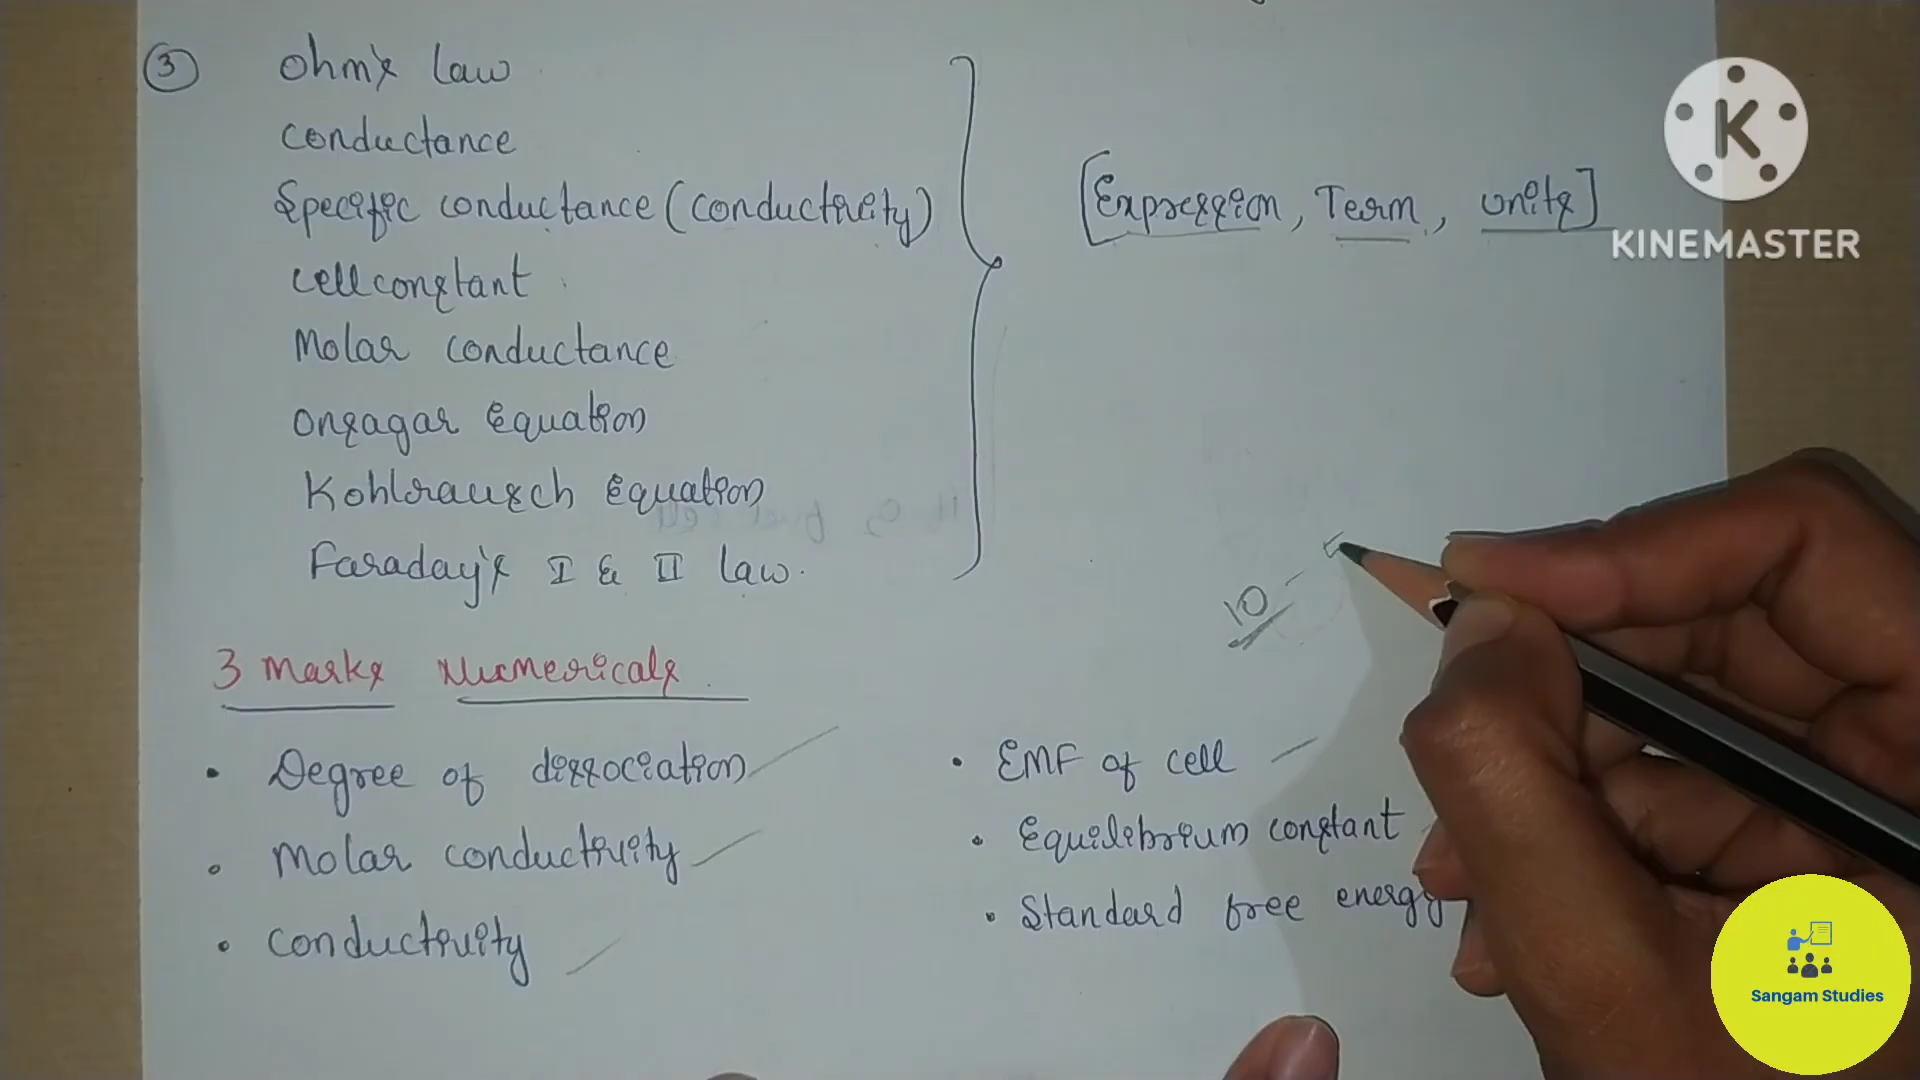 3 Ohm's Law
Conductance
Specific conductance (conductivity)
Cell constant
Molar conductance
Onsagar Equation
Kohlrausch Equation
Faraday's I & II law.
[Expression, Term, Units]
10 - 5
3 Marks Numericals
• Degree of dissociation
• Molar conductivity
• Conductivity
• EMF of cell
• Equilibrium constant
• Standard free energy
K
KINEMASTER
Sangam Studies